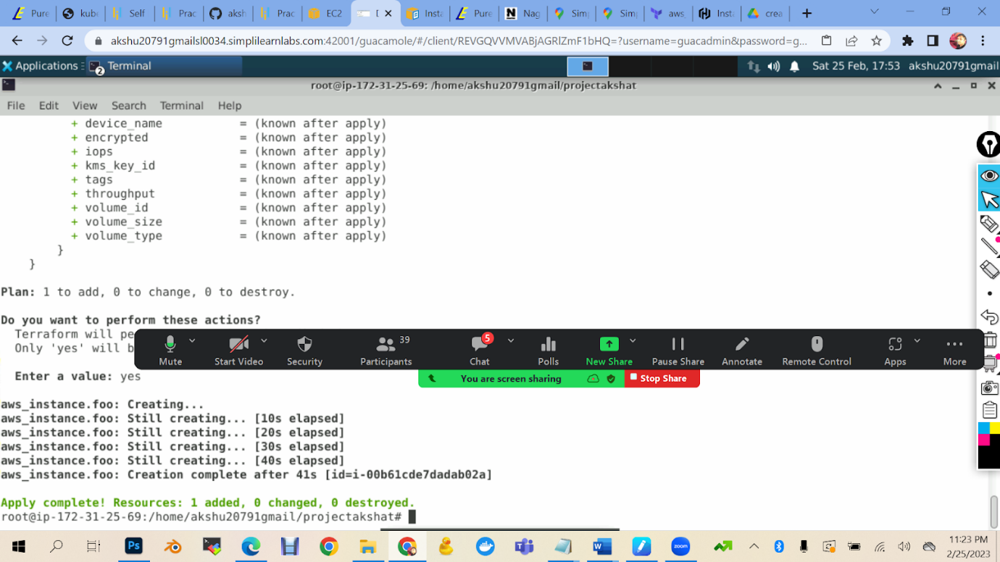 Pure
kube
Self
Prac
aksh
Prac
EC2
Insta
Pure
Nag
Simp
Simp
aws_
Insta
crea
akshu20791gmailsl0034.simplilearnlabs.com:42001/guacamole/#/client/REVGQVVMVABjAGRlZmF1bHQ=?username=guacadmin&password=g...
Applications
2
Terminal
Sat 25 Feb, 17:53
akshu20791gmail
root@ip-172-31-25-69: /home/akshu20791gmail/projectakshat
File Edit View Search Terminal Help
+ device_name = (known after apply)
+ encrypted = (known after apply)
+ iops = (known after apply)
+ kms_key_id = (known after apply)
+ tags = (known after apply)
+ throughput = (known after apply)
+ volume_id = (known after apply)
+ volume_size = (known after apply)
+ volume_type = (known after apply)
}
}
Plan: 1 to add, 0 to change, 0 to destroy.
Do you want to perform these actions?
Terraform will pe
Only 'yes' will b
39
5
Mute Start Video Security Participants Chat Polls New Share Pause Share Annotate Remote Control Apps More
Enter a value: yes
You are screen sharing
Stop Share
aws_instance.foo: Creating...
aws_instance.foo: Still creating... [10s elapsed]
aws_instance.foo: Still creating... [20s elapsed]
aws_instance.foo: Still creating... [30s elapsed]
aws_instance.foo: Still creating... [40s elapsed]
aws_instance.foo: Creation complete after 41s [id=i-00b61cde7dadab02a]
Apply complete! Resources: 1 added, 0 changed, 0 destroyed.
root@ip-172-31-25-69:/home/akshu20791gmail/projectakshat#
Ps
zoom
11:23 PM
2/25/2023